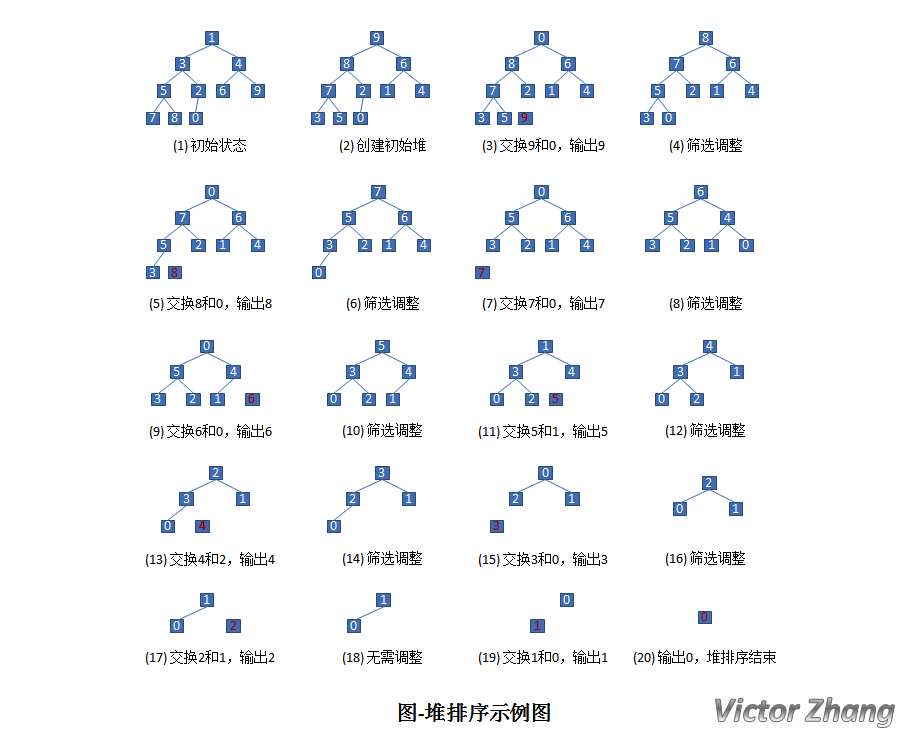 1
3 4
5 2 6 9
7 8 0
(1) 初始状态
9
8 6
7 2 1 4
3 5 0
(2) 创建初始堆
0
8 6
7 2 1 4
3 5 9
(3) 交换9和0，输出9
8
7 6
5 2 1 4
3 0
(4) 筛选调整
0
7 6
5 2 1 4
3 8
(5) 交换8和0，输出8
7
5 6
3 2 1 4
0
(6) 筛选调整
0
5 6
3 2 1 4
7
(7) 交换7和0，输出7
6
5 4
3 2 1 0
(8) 筛选调整
0
5 4
3 2 1 6
(9) 交换6和0，输出6
5
3 4
0 2 1
(10) 筛选调整
1
3 4
0 2 5
(11) 交换5和1，输出5
4
3 1
0 2
(12) 筛选调整
2
3 1
0 4
(13) 交换4和2，输出4
3
2 1
0
(14) 筛选调整
0
2 1
3
(15) 交换3和0，输出3
2
0 1
(16) 筛选调整
1
0 2
(17) 交换2和1，输出2
1
0
(18) 无需调整
0
1
(19) 交换1和0，输出1
0
(20) 输出0，堆排序结束
图-堆排序示例图
Victor Zhang